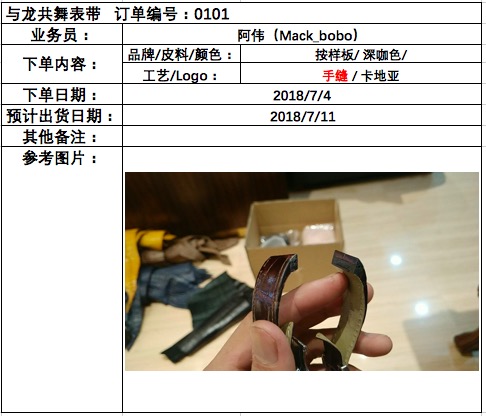 与龙共舞表带 订单编号：0101
业务员： 阿伟（Mack_bobo）
下单内容： 品牌/皮料/颜色： 按样板/ 深咖色/
工艺/Logo： 手缝 / 卡地亚
下单日期： 2018/7/4
预计出货日期： 2018/7/11
其他备注：
参考图片：